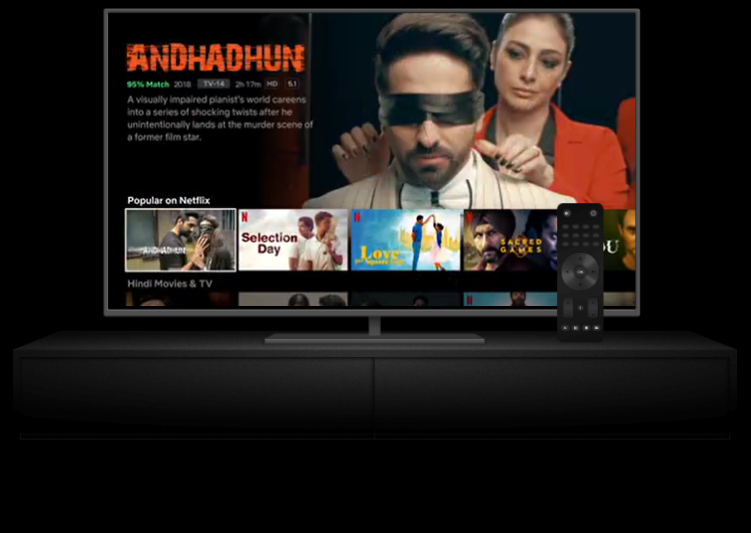 ANDHADHUN
95% Match 2018 TV-14 2h 17m HD 5.1
A visually impaired pianist's world careens
into a series of shocking twists after he
unintentionally lands at the murder scene of
a former film star.
Popular on Netflix
ANDHADHUN
N
Selection
Day
N
Love
per Square Foot
N
SACRED
GAMES
OU
Hindi Movies & TV
N